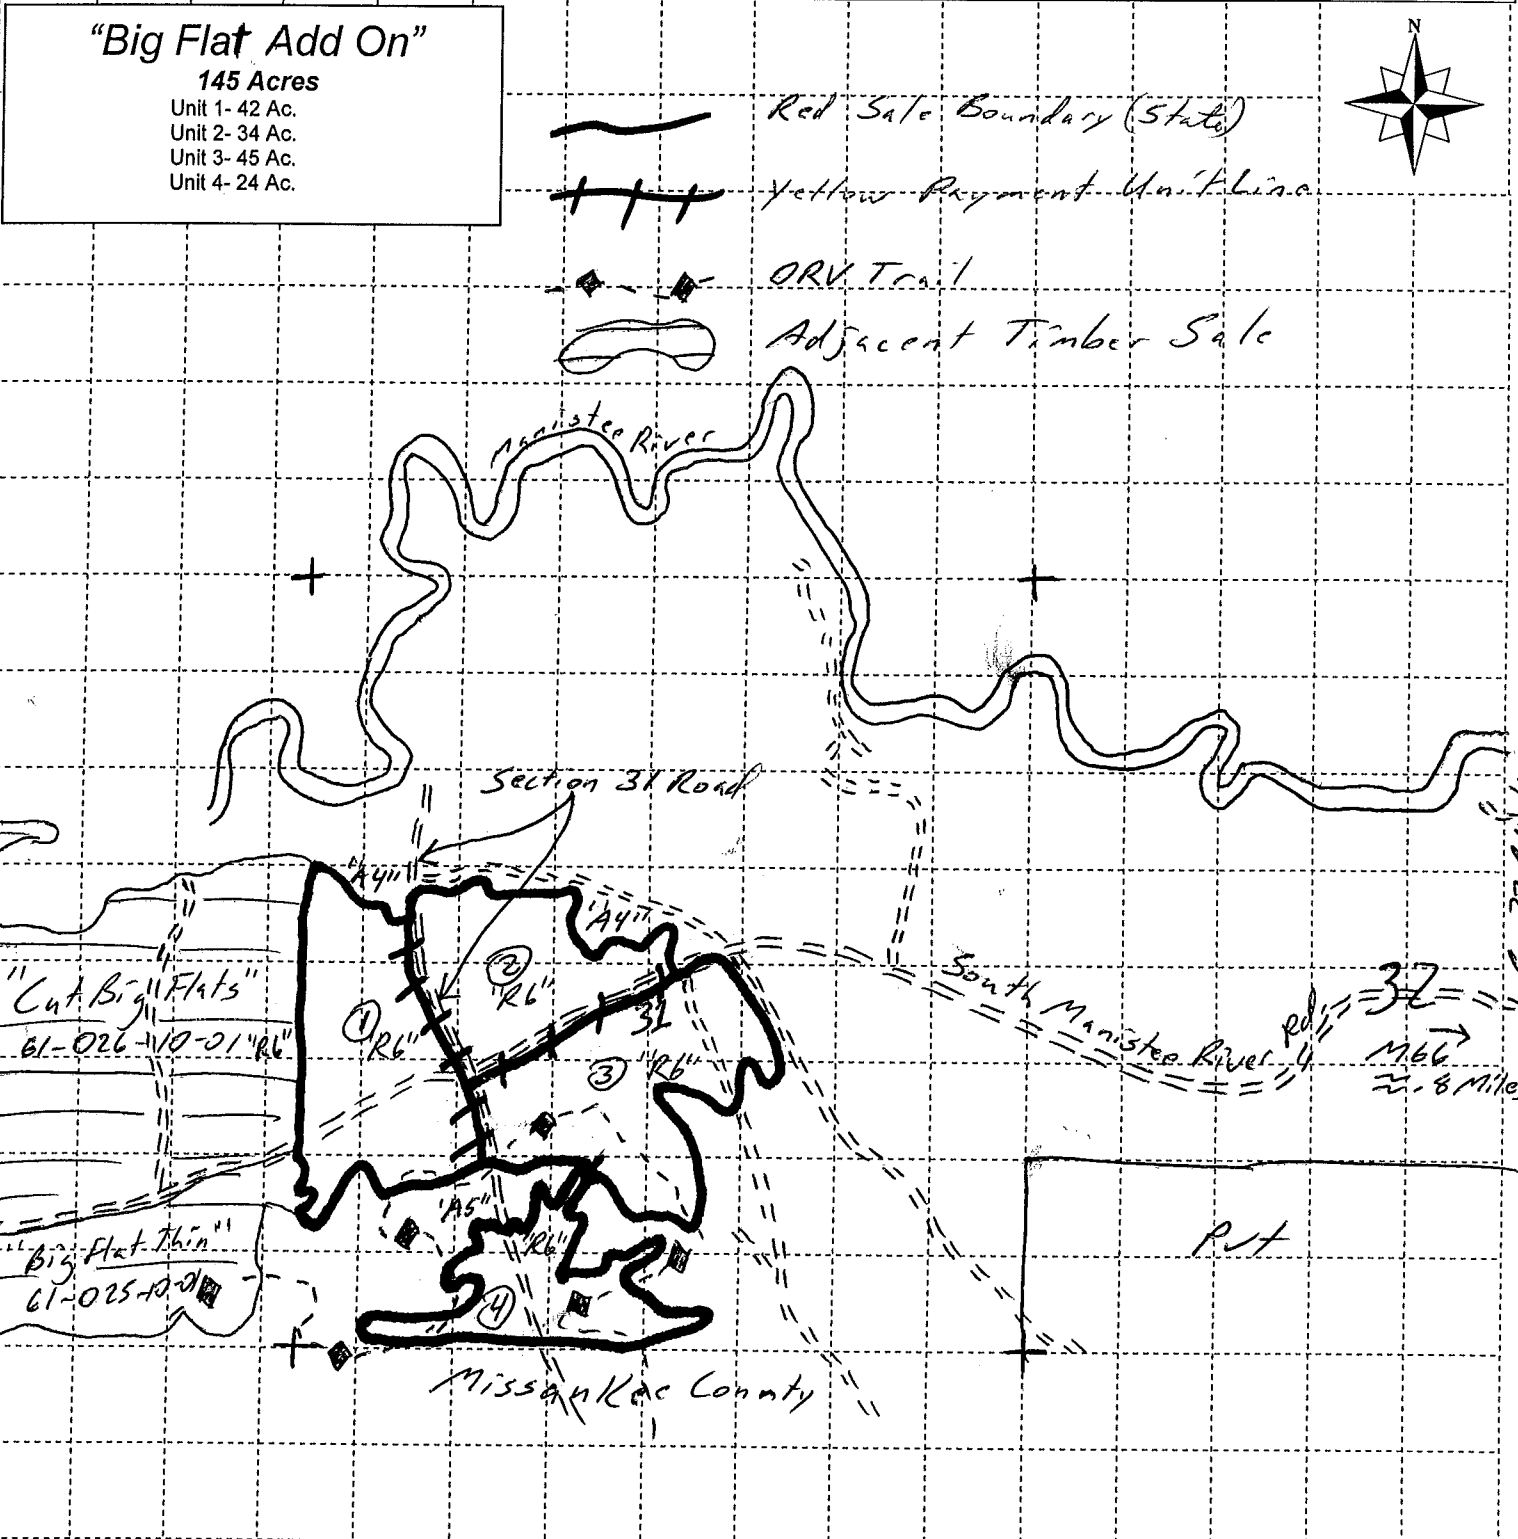 "Big Flat Add On"
145 Acres
Unit 1- 42 Ac.
Unit 2- 34 Ac.
Unit 3- 45 Ac.
Unit 4- 24 Ac.
N
Red Sale Boundary (State)
Yellow Payment Unit Line
ORV Trail
Adjacent Timber Sale
Manistee River
Section 31 Road
"A4"
"A4"
2
"R6"
"Cut Big Flats"
61-026-10-01 "R6"
1
"R6"
31
3
"R6"
South Manistee River Rd
32
M66
≈ .8 Miles
"A5"
"R6"
"Big Flat Thin"
61-025-10-01
4
Pvt
Missaukee County